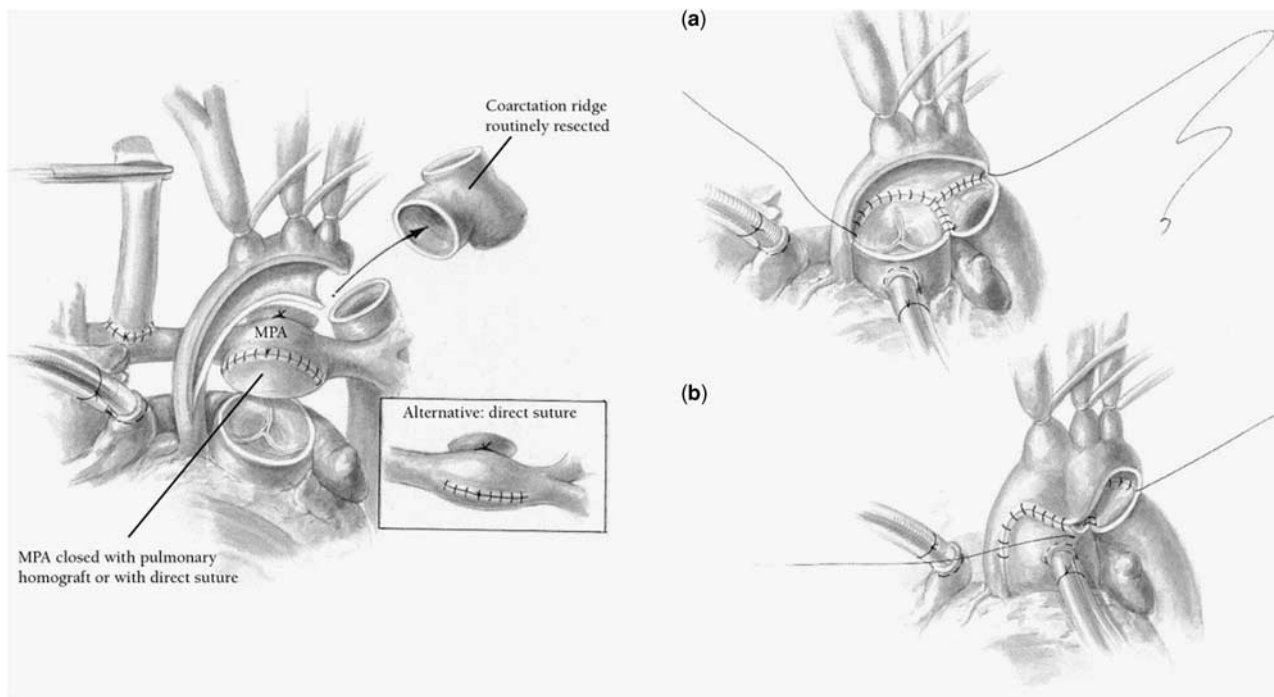 Coarctation ridge
routinely resected
MPA
Alternative: direct suture
MPA closed with pulmonary
homograft or with direct suture
(a)
(b)